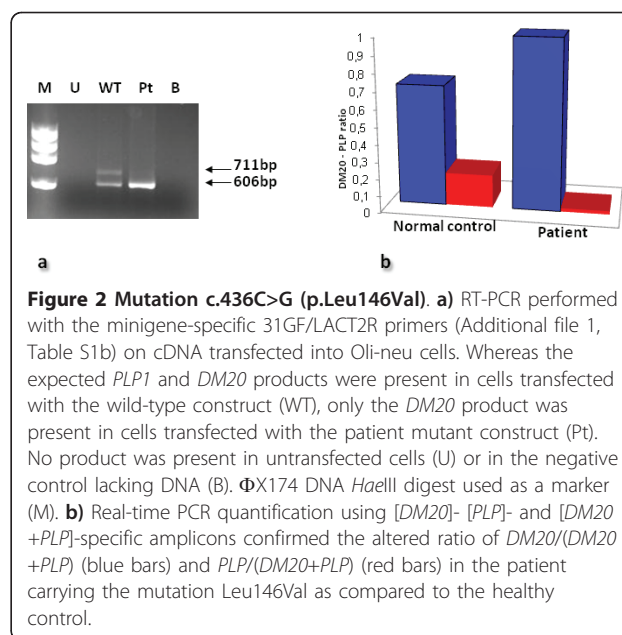 M U WT Pt B
711bp
606bp
a
DM20 - PLP ratio
1
0,9
0,8
0,7
0,6
0,5
0,4
0,3
0,2
0,1
0
Normal control Patient
b
Figure 2 Mutation c.436C>G (p.Leu146Val). a) RT-PCR performed
with the minigene-specific 31GF/LACT2R primers (Additional file 1,
Table S1b) on cDNA transfected into Oli-neu cells. Whereas the
expected PLP1 and DM20 products were present in cells transfected
with the wild-type construct (WT), only the DM20 product was
present in cells transfected with the patient mutant construct (Pt).
No product was present in untransfected cells (U) or in the negative
control lacking DNA (B). ΦX174 DNA HaeIII digest used as a marker
(M). b) Real-time PCR quantification using [DM20]- [PLP]- and [DM20
+PLP]-specific amplicons confirmed the altered ratio of DM20/(DM20
+PLP) (blue bars) and PLP/(DM20+PLP) (red bars) in the patient
carrying the mutation Leu146Val as compared to the healthy
control.